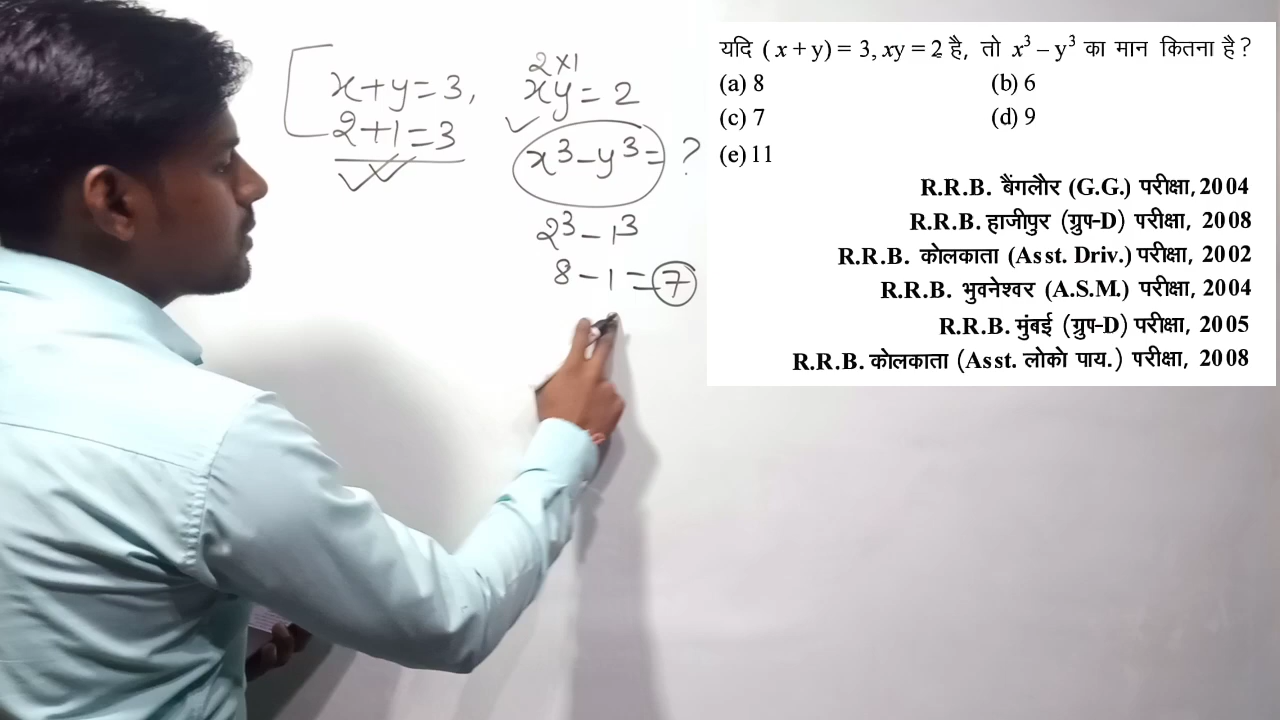 x+y=3,
2+1=3
2×1
xy=2
x³-y³= ?
2³-1³
8-1=7
यदि (x + y) = 3, xy = 2 है, तो x³ – y³ का मान कितना है?
(a) 8 (b) 6
(c) 7 (d) 9
(e) 11
R.R.B. बैंगलौर (G.G.) परीक्षा, 2004
R.R.B. हाजीपुर (ग्रुप-D) परीक्षा, 2008
R.R.B. कोलकाता (Asst. Driv.) परीक्षा, 2002
R.R.B. भुवनेश्वर (A.S.M.) परीक्षा, 2004
R.R.B. मुंबई (ग्रुप-D) परीक्षा, 2005
R.R.B. कोलकाता (Asst. लोको पाय.) परीक्षा, 2008